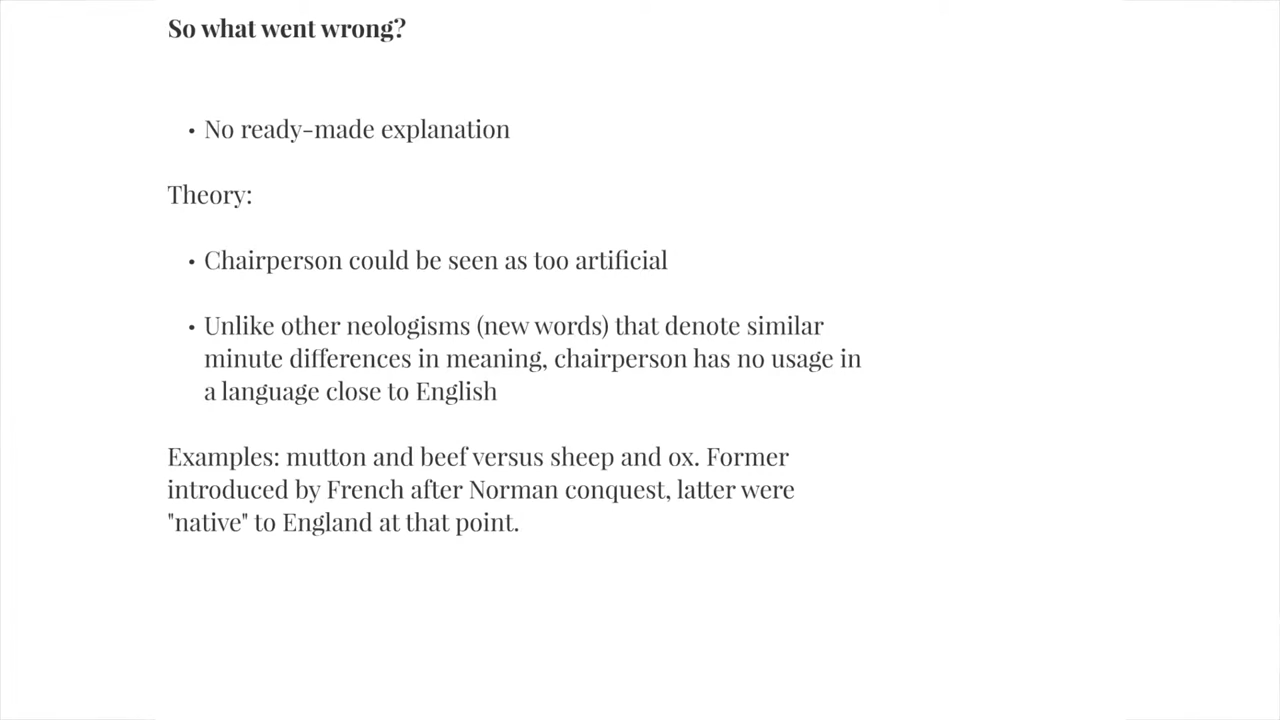 So what went wrong?
• No ready-made explanation
Theory:
• Chairperson could be seen as too artificial
• Unlike other neologisms (new words) that denote similar
minute differences in meaning, chairperson has no usage in
a language close to English
Examples: mutton and beef versus sheep and ox. Former
introduced by French after Norman conquest, latter were
"native" to England at that point.